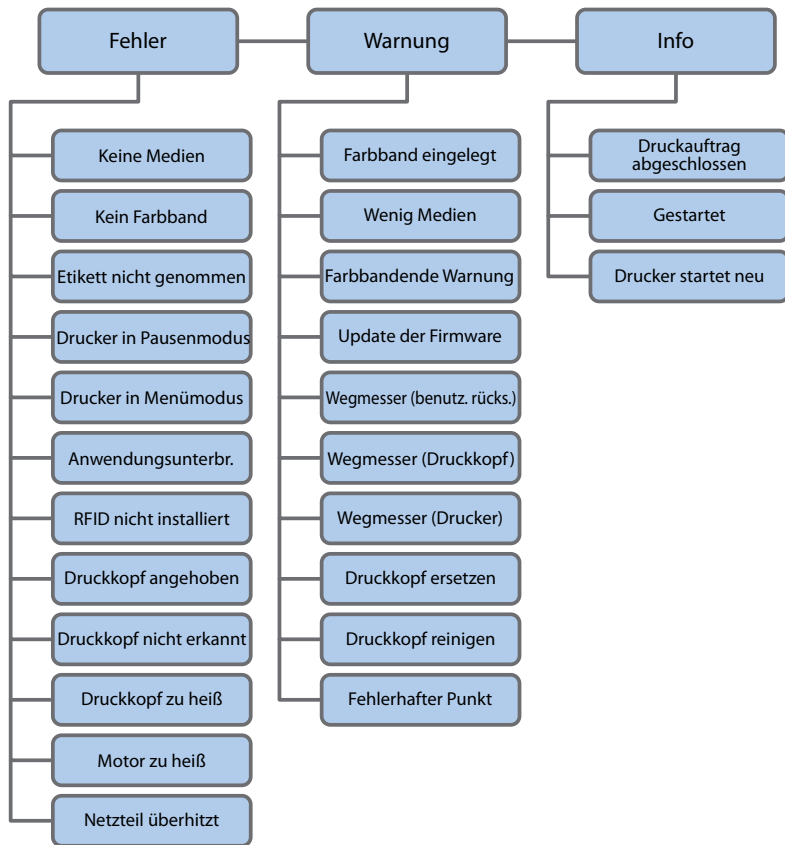 Fehler
Warnung
Info
Keine Medien
Kein Farbband
Etikett nicht genommen
Drucker in Pausenmodus
Drucker in Menümodus
Anwendungsunterbr.
RFID nicht installiert
Druckkopf angehoben
Druckkopf nicht erkannt
Druckkopf zu heiß
Motor zu heiß
Netzteil überhitzt
Farbband eingelegt
Wenig Medien
Farbbandende Warnung
Update der Firmware
Wegmesser (benutz. rücks.)
Wegmesser (Druckkopf)
Wegmesser (Drucker)
Druckkopf ersetzen
Druckkopf reinigen
Fehlerhafter Punkt
Druckauftrag
abgeschlossen
Gestartet
Drucker startet neu